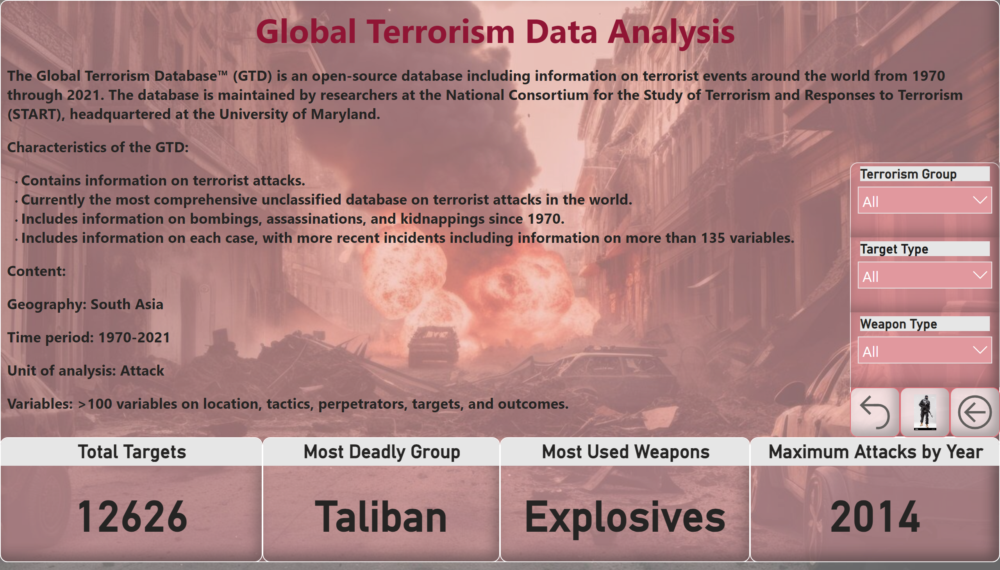 Global Terrorism Data Analysis
The Global Terrorism Database™ (GTD) is an open-source database including information on terrorist events around the world from 1970
through 2021. The database is maintained by researchers at the National Consortium for the Study of Terrorism and Responses to Terrorism
(START), headquartered at the University of Maryland.
Characteristics of the GTD:
· Contains information on terrorist attacks.
· Currently the most comprehensive unclassified database on terrorist attacks in the world.
· Includes information on bombings, assassinations, and kidnappings since 1970.
· Includes information on each case, with more recent incidents including information on more than 135 variables.
Content:
Geography: South Asia
Time period: 1970-2021
Unit of analysis: Attack
Variables: >100 variables on location, tactics, perpetrators, targets, and outcomes.
Terrorism Group
All
Target Type
All
Weapon Type
All
Total Targets
12626
Most Deadly Group
Taliban
Most Used Weapons
Explosives
Maximum Attacks by Year
2014